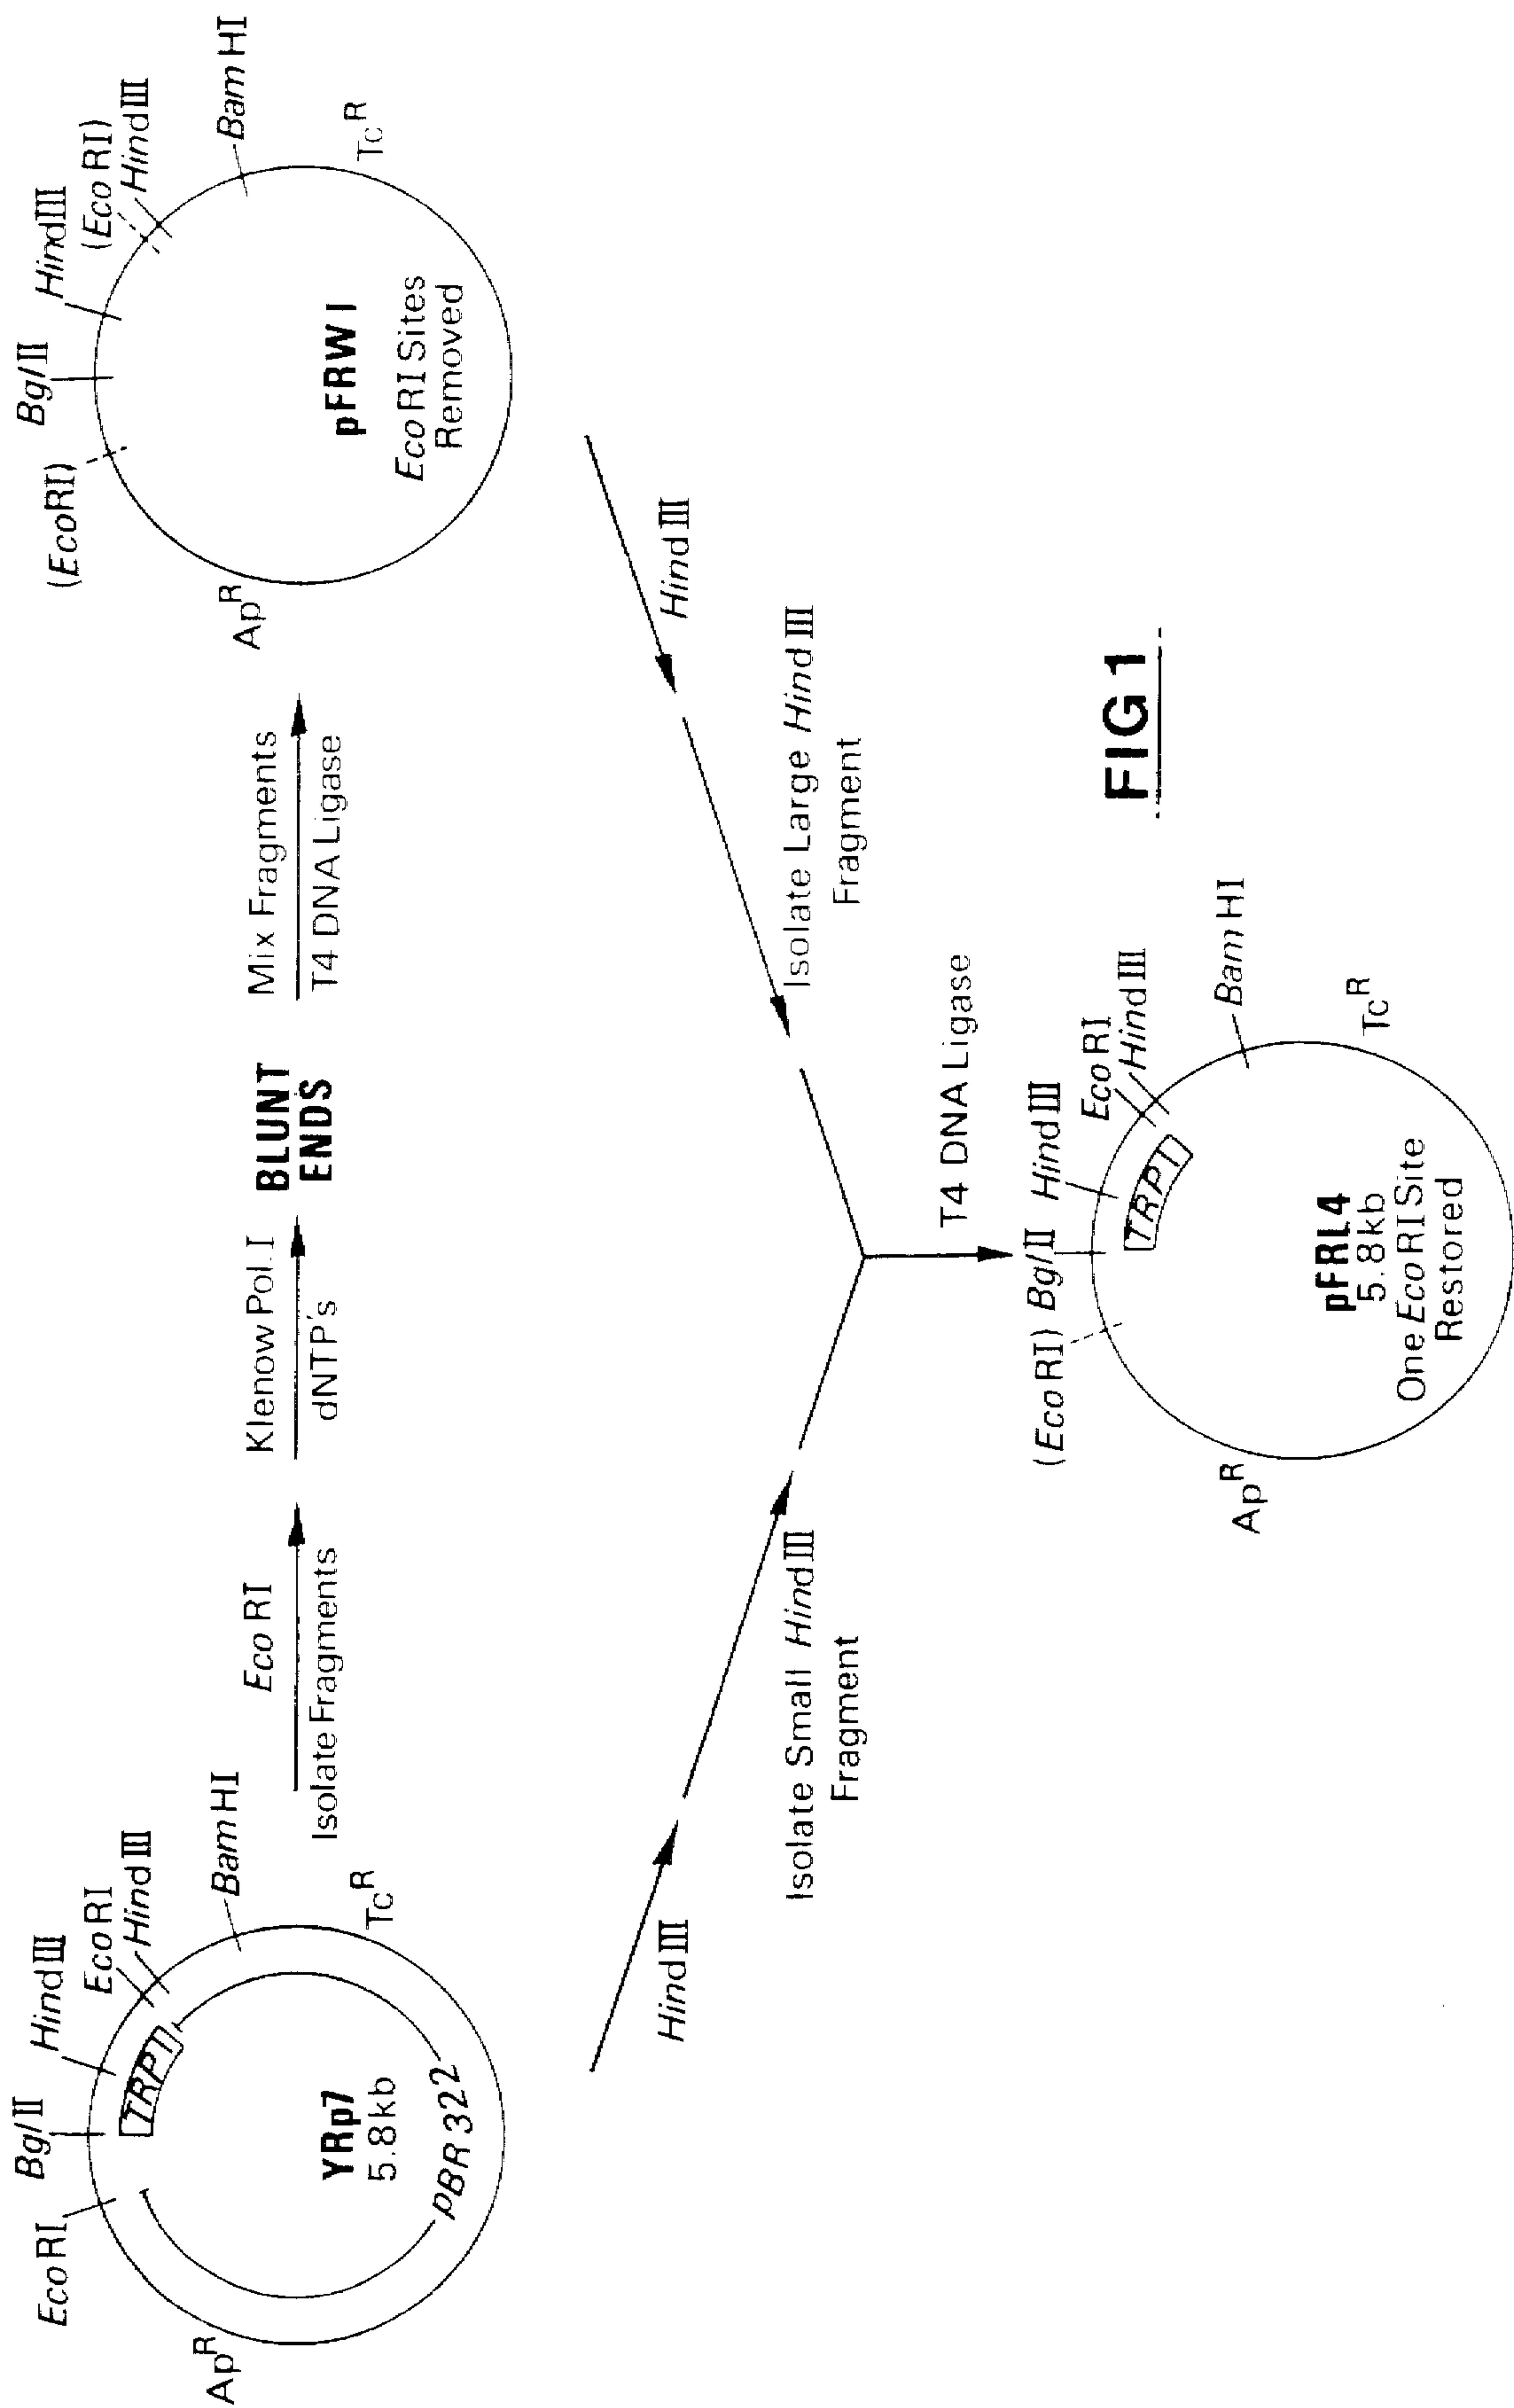 EcoRI
BglII
HindIII
EcoRI
HindIII
BamHI
TcR
ApR
TRP1
YRp7
5.8kb
pBR322
EcoRI
Isolate Fragments
Klenow Pol.I
dNTP's
BLUNT
ENDS
Mix Fragments
T4 DNA Ligase
(EcoRI)
BglII
HindIII
(EcoRI)
HindIII
BamHI
TcR
ApR
pFRW1
EcoRI Sites
Removed
HindIII
Isolate Small HindIII
Fragment
HindIII
Isolate Large HindIII
Fragment
T4 DNA Ligase
(EcoRI)
BglII
HindIII
EcoRI
HindIII
BamHI
TcR
ApR
TRP1
pFRL4
5.8kb
One EcoRI Site
Restored
FIG 1